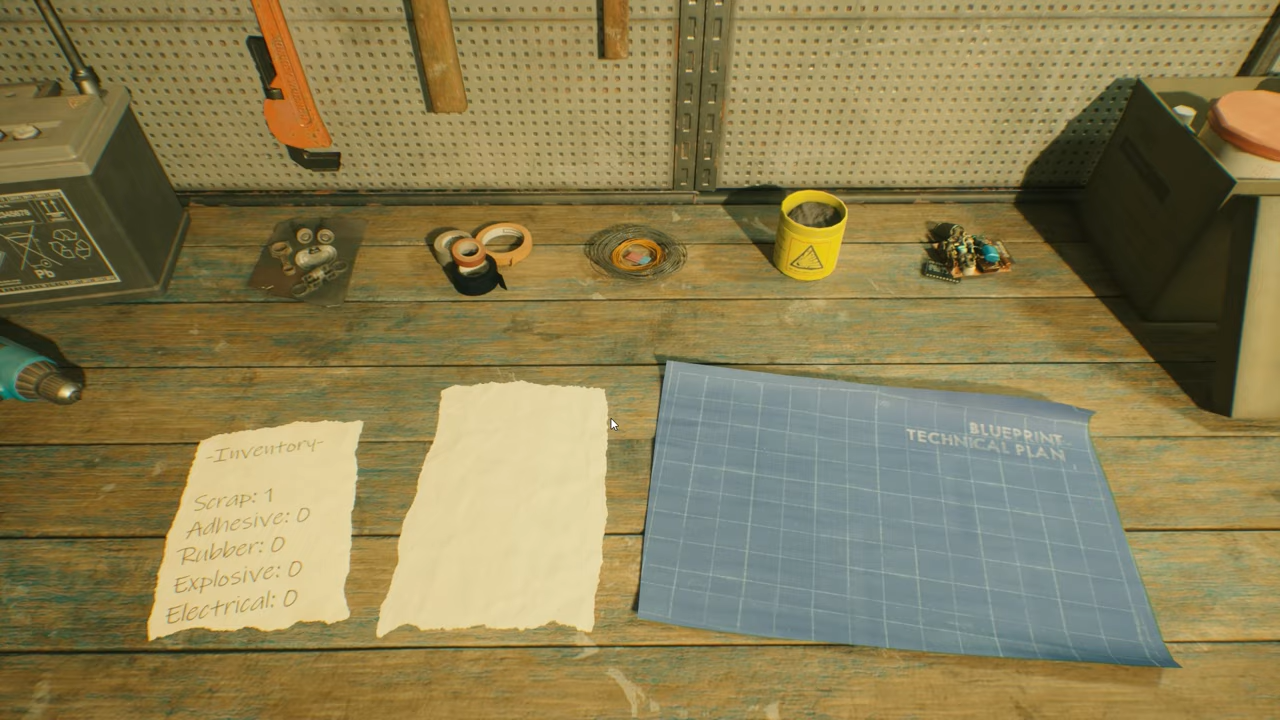 -Inventory-
Scrap: 1
Adhesive: 0
Rubber: 0
Explosive: 0
Electrical: 0
BLUEPRINT
TECHNICAL PLAN
Pb